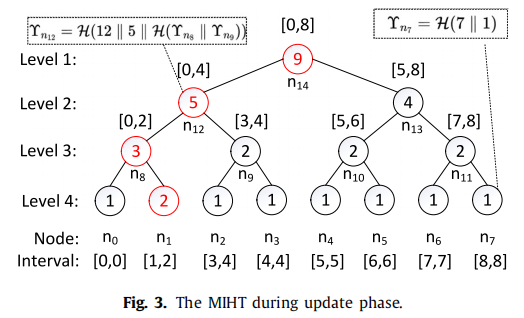 ϒn₁₂ = ℋ(12 ∥ 5 ∥ ℋ(ϒn₈ ∥ ϒn₉))
[0,8]
ϒn₇ = ℋ(7 ∥ 1)
Level 1: 9
[0,4] n₁₄ [5,8]
Level 2: 5 4
[0,2] n₁₂ [3,4] [5,6] n₁₃ [7,8]
Level 3: 3 2 2 2
n₈ n₉ n₁₀ n₁₁
Level 4: 1 2 1 1 1 1 1 1
Node: n₀ n₁ n₂ n₃ n₄ n₅ n₆ n₇
Interval: [0,0] [1,2] [3,4] [4,4] [5,5] [6,6] [7,7] [8,8]
Fig. 3. The MIHT during update phase.